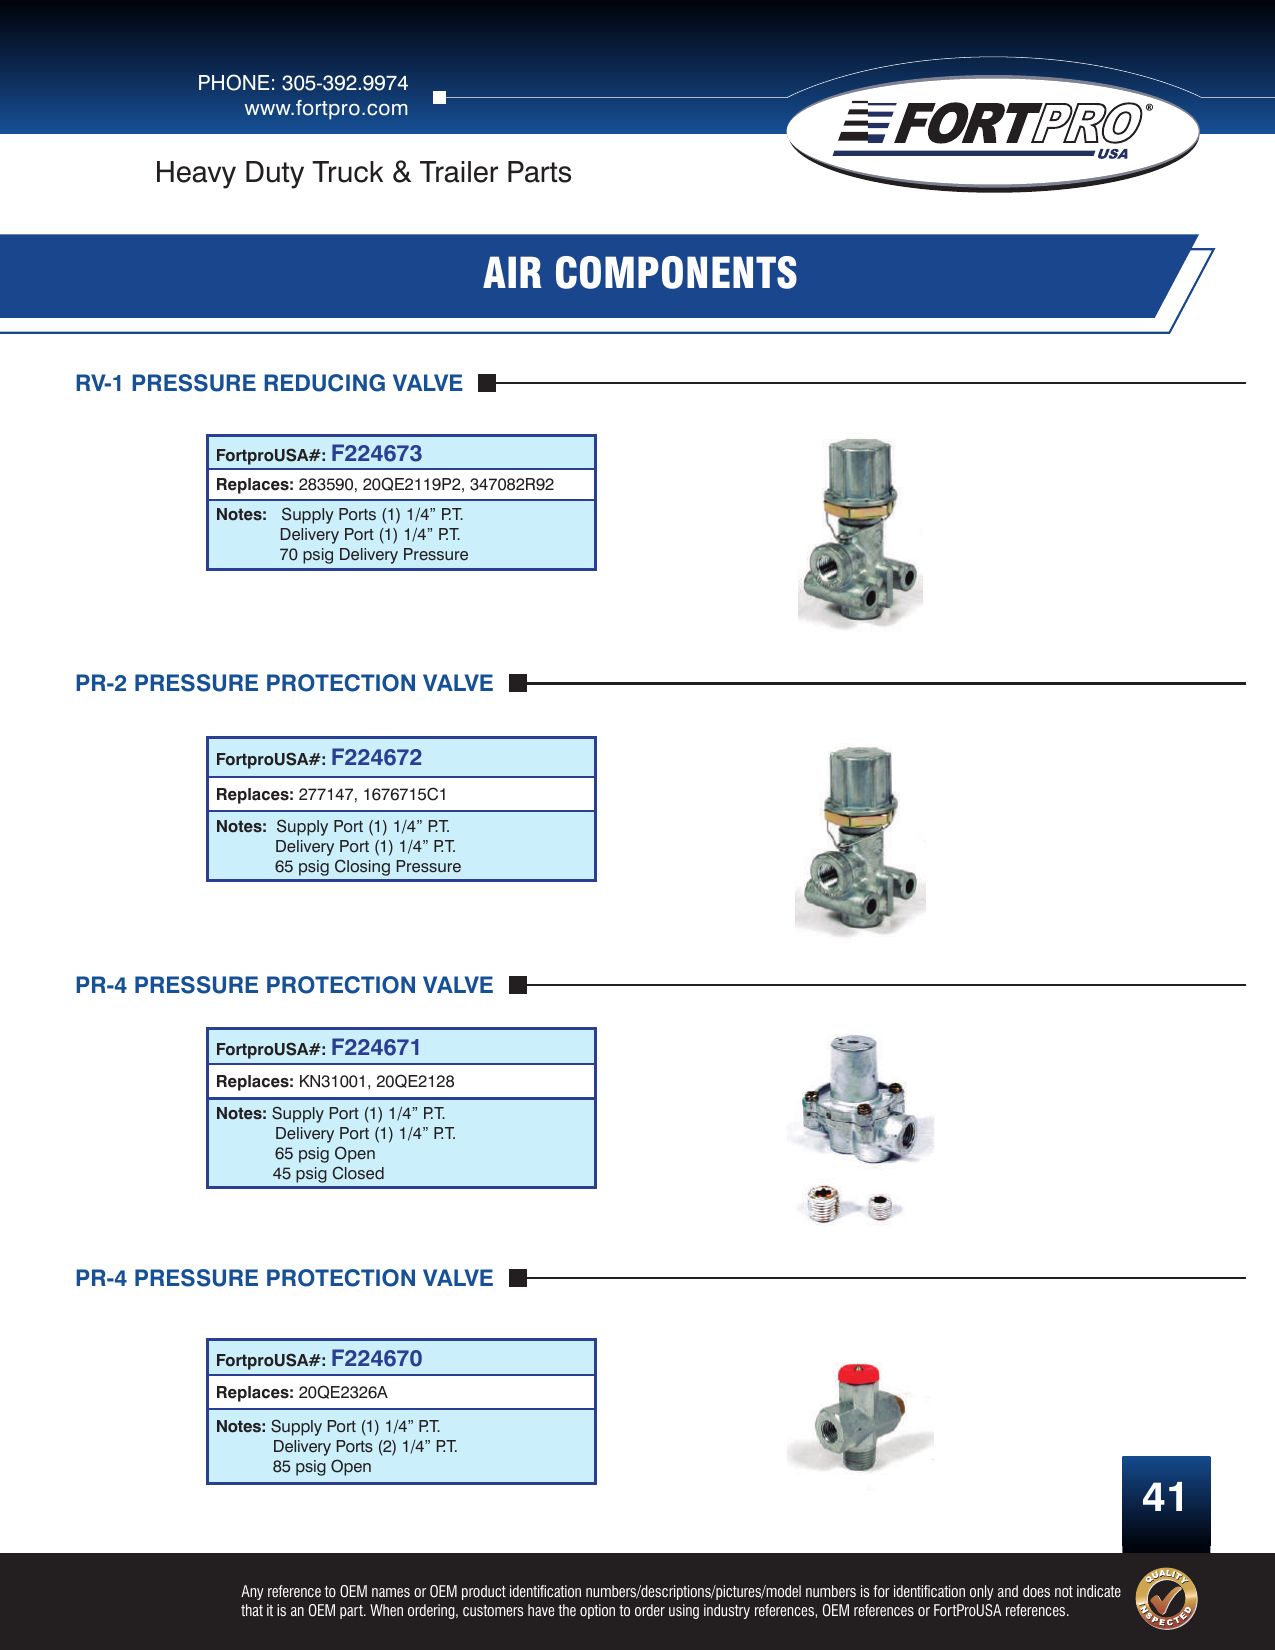 PHONE: 305-392.9974
www.fortpro.com
FORTPRO®
USA
Heavy Duty Truck & Trailer Parts
AIR COMPONENTS
RV-1 PRESSURE REDUCING VALVE
FortproUSA#: F224673
Replaces: 283590, 20QE2119P2, 347082R92
Notes: Supply Ports (1) 1/4” P.T.
Delivery Port (1) 1/4” P.T.
70 psig Delivery Pressure
PR-2 PRESSURE PROTECTION VALVE
FortproUSA#: F224672
Replaces: 277147, 1676715C1
Notes: Supply Port (1) 1/4” P.T.
Delivery Port (1) 1/4” P.T.
65 psig Closing Pressure
PR-4 PRESSURE PROTECTION VALVE
FortproUSA#: F224671
Replaces: KN31001, 20QE2128
Notes: Supply Port (1) 1/4” P.T.
Delivery Port (1) 1/4” P.T.
65 psig Open
45 psig Closed
PR-4 PRESSURE PROTECTION VALVE
FortproUSA#: F224670
Replaces: 20QE2326A
Notes: Supply Port (1) 1/4” P.T.
Delivery Ports (2) 1/4” P.T.
85 psig Open
41
Any reference to OEM names or OEM product identification numbers/descriptions/pictures/model numbers is for identification only and does not indicate
that it is an OEM part. When ordering, customers have the option to order using industry references, OEM references or FortProUSA references.
QUALITY
INSPECTED